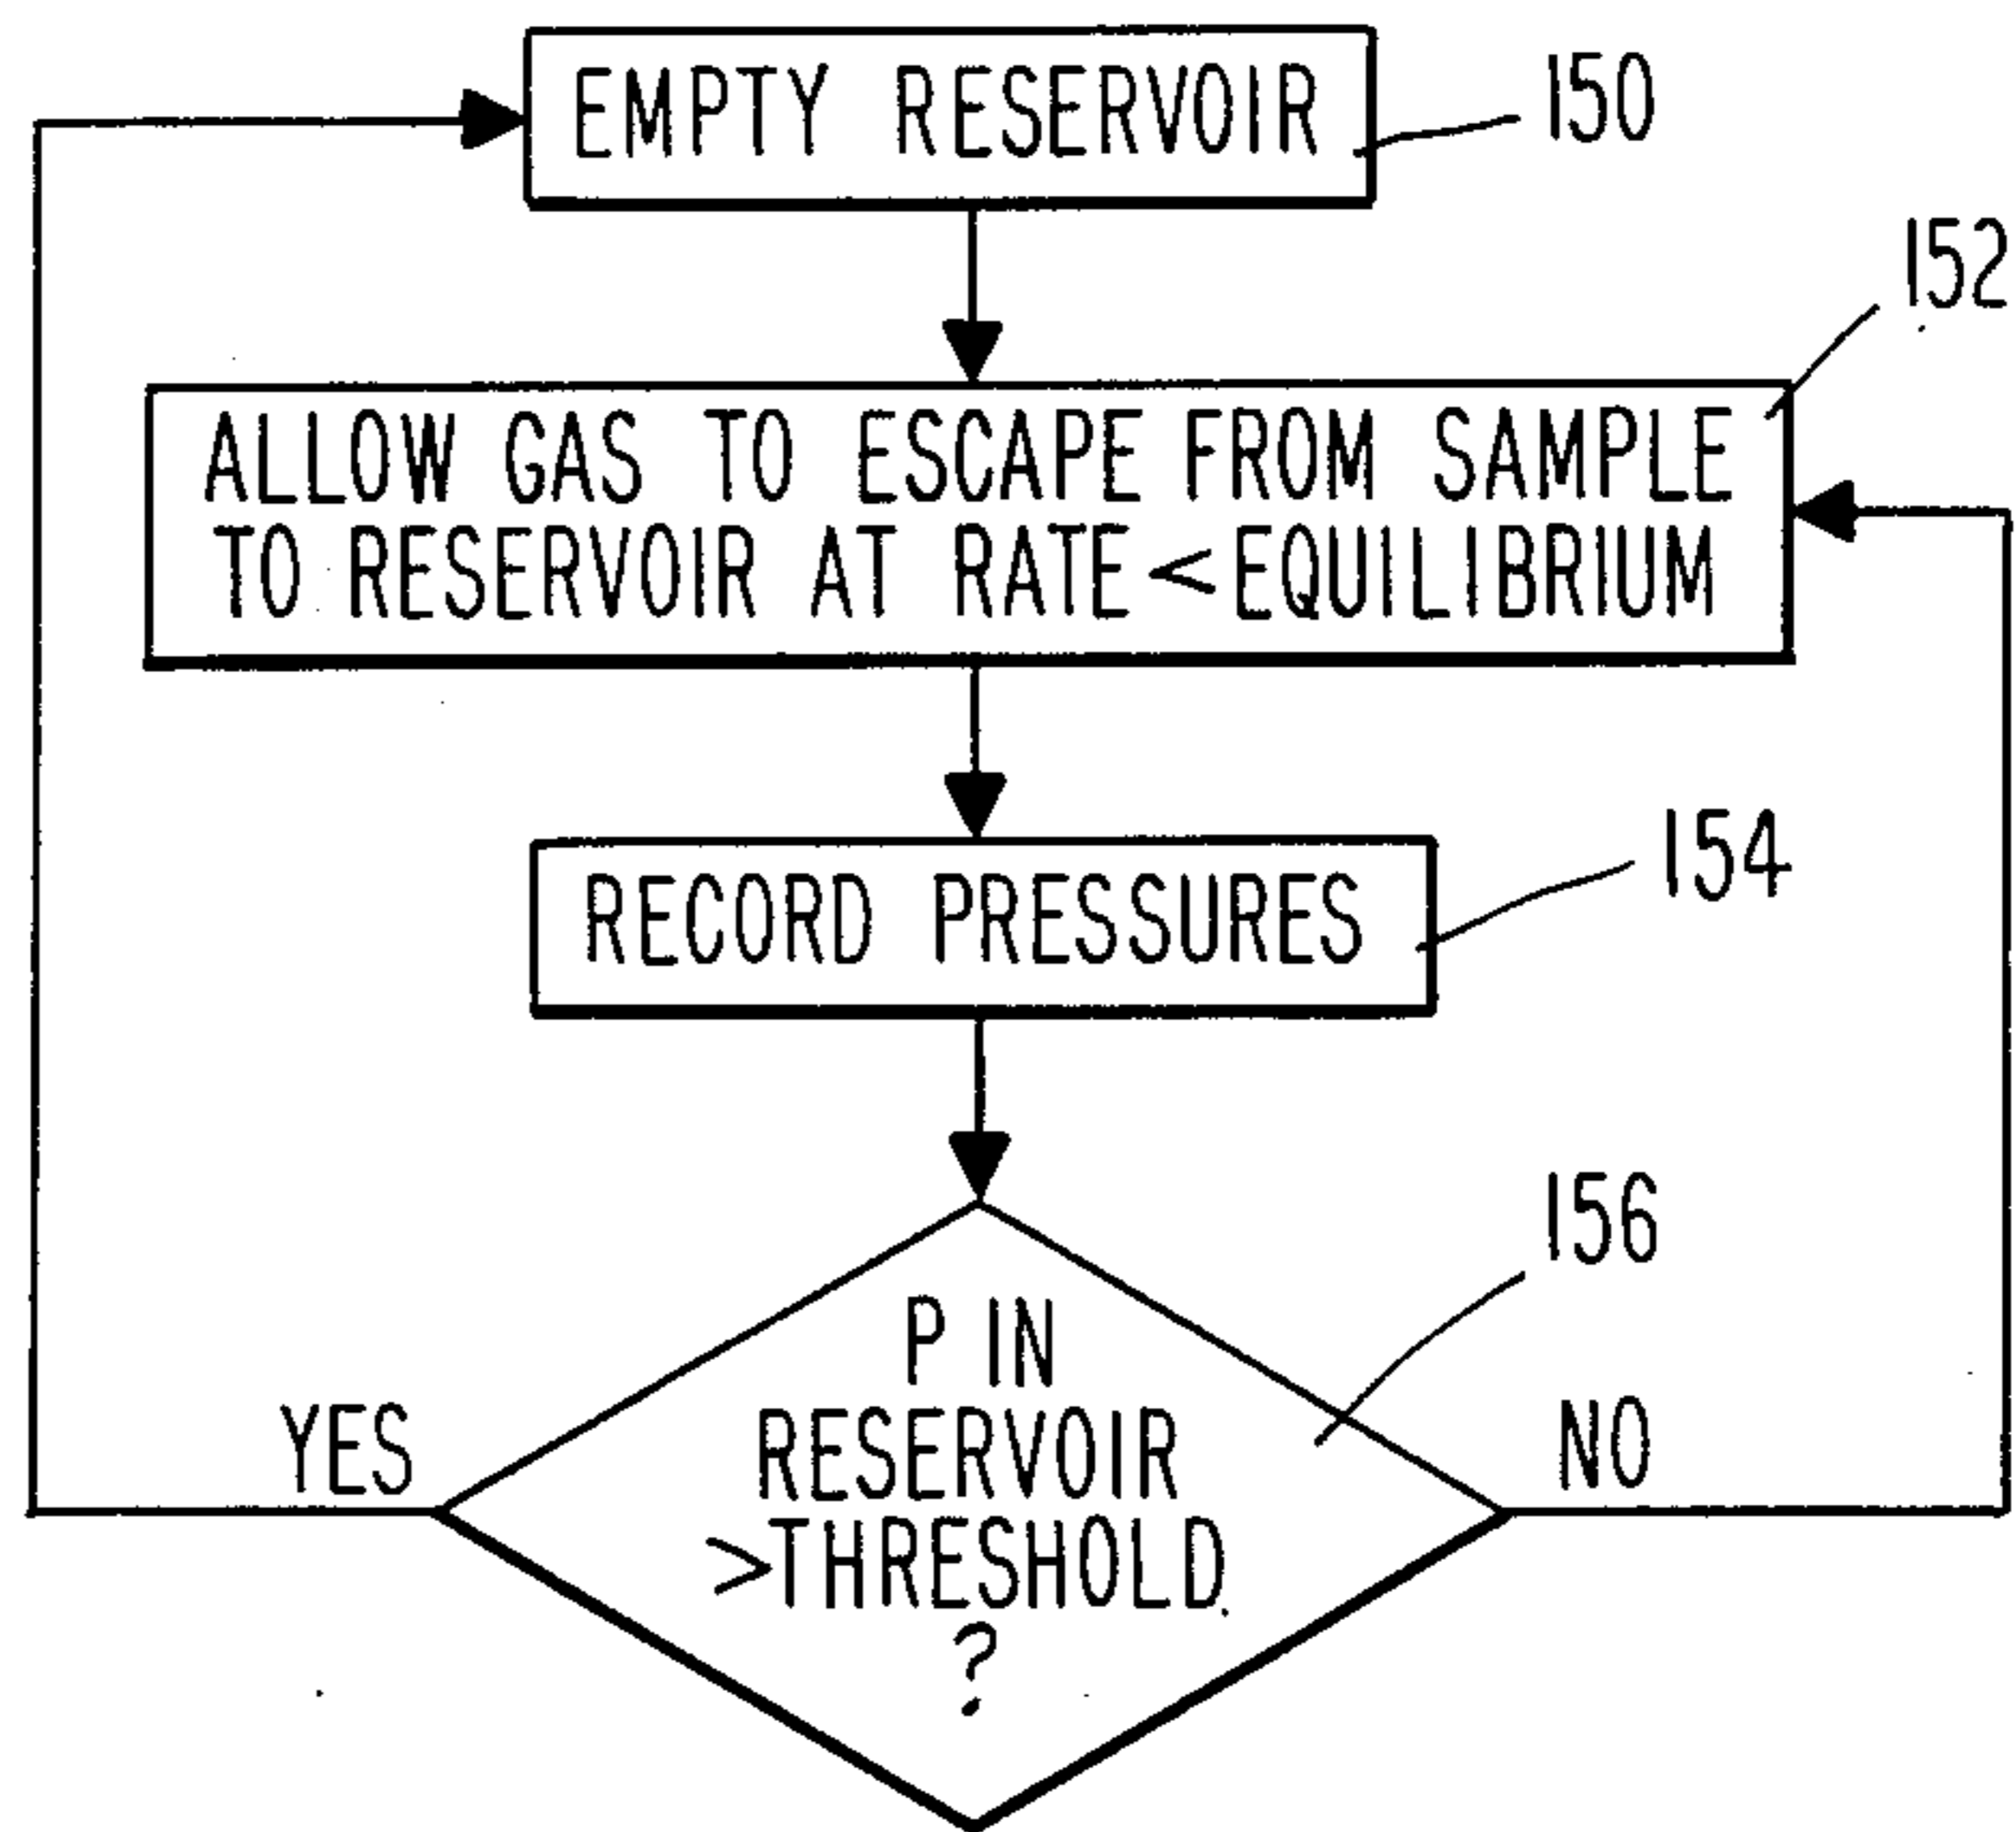 EMPTY RESERVOIR
150
152
ALLOW GAS TO ESCAPE FROM SAMPLE
TO RESERVOIR AT RATE < EQUILIBRIUM
RECORD PRESSURES
154
156
P IN
RESERVOIR
>THRESHOLD
?
YES
NO